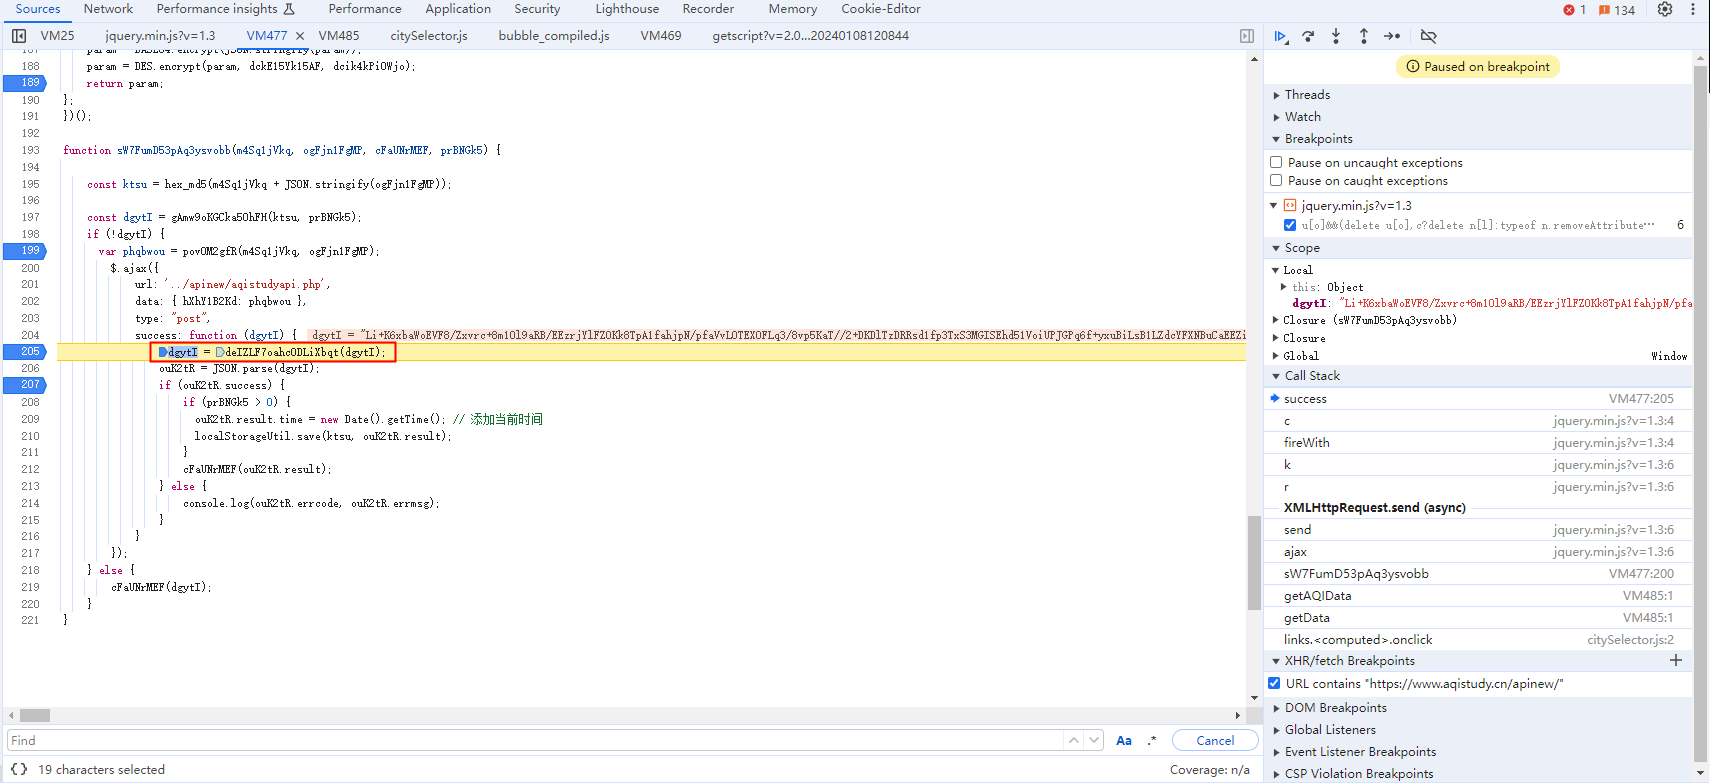 Sources Network Performance insights Performance Application Security Lighthouse Recorder Memory Cookie-Editor 1 134
VM25 jquery.min.js?v=1.3 VM477 × VM485 citySelector.js bubble_compiled.js VM469 getscript?v=2.0...20240108120844
188 param = DES.encrypt(param, dckE15Yk15AF, dcik4kPiOWjo);
189 return param;
190 };
191 })();
192
193 function sW7FumD53pAq3ysvobb(m4Sq1jVkq, ogFjn1FgMP, cFaUNrMEF, prBNGk5) {
194
195 const ktsu = hex_md5(m4Sq1jVkq + JSON.stringify(ogFjn1FgMP));
196
197 const dgytI = gAmw9oKGCka5OhFH(ktsu, prBNGk5);
198 if (!dgytI) {
199 var phqbwou = povOM2gfR(m4Sq1jVkq, ogFjn1FgMP);
200 $.ajax({
201 url: '../apinew/aqistudyapi.php',
202 data: { hXhY1B2Kd: phqbwou },
203 type: "post",
204 success: function (dgytI) { dgytI = "Li+K6xbaWoEVF8/Zxvrc+8m1Ol9aRB/EEzrjYlFZOKk8TpA1fahjpN/pfaVvLOTEXOFLq3/8vp5KaT//2+DKDlTzDRRsd1fp3TxS3MGISEhd51VoiVPJGPq6f+yxuBiLsB1LZdcYFXNBuCaEEZi
205 dgytI = deIZLF7oahcODLiXbqt(dgytI);
206 ouK2tR = JSON.parse(dgytI);
207 if (ouK2tR.success) {
208 if (prBNGk5 > 0) {
209 ouK2tR.result.time = new Date().getTime(); // 添加当前时间
210 localStorageUtil.save(ktsu, ouK2tR.result);
211 }
212 cFaUNrMEF(ouK2tR.result);
213 } else {
214 console.log(ouK2tR.errcode, ouK2tR.errmsg);
215 }
216 }
217 });
218 } else {
219 cFaUNrMEF(dgytI);
220 }
221 }
Find Aa .* Cancel
{} 19 characters selected Coverage: n/a
Paused on breakpoint
Threads
Watch
Breakpoints
Pause on uncaught exceptions
Pause on caught exceptions
jquery.min.js?v=1.3
u[o]&&(delete u[o],c?delete n[l]:typeof n.removeAttribute··· 6
Scope
Local
this: Object
dgytI: "Li+K6xbaWoEVF8/Zxvrc+8m1Ol9aRB/EEzrjYlFZOKk8TpA1fahjpN/pfa
Closure (sW7FumD53pAq3ysvobb)
Closure
Global Window
Call Stack
success VM477:205
c jquery.min.js?v=1.3:4
fireWith jquery.min.js?v=1.3:4
k jquery.min.js?v=1.3:6
r jquery.min.js?v=1.3:6
XMLHttpRequest.send (async)
send jquery.min.js?v=1.3:6
ajax jquery.min.js?v=1.3:6
sW7FumD53pAq3ysvobb VM477:200
getAQIData VM485:1
getData VM485:1
links.<computed>.onclick citySelector.js:2
XHR/fetch Breakpoints +
URL contains "https://www.aqistudy.cn/apinew/"
DOM Breakpoints
Global Listeners
Event Listener Breakpoints
CSP Violation Breakpoints